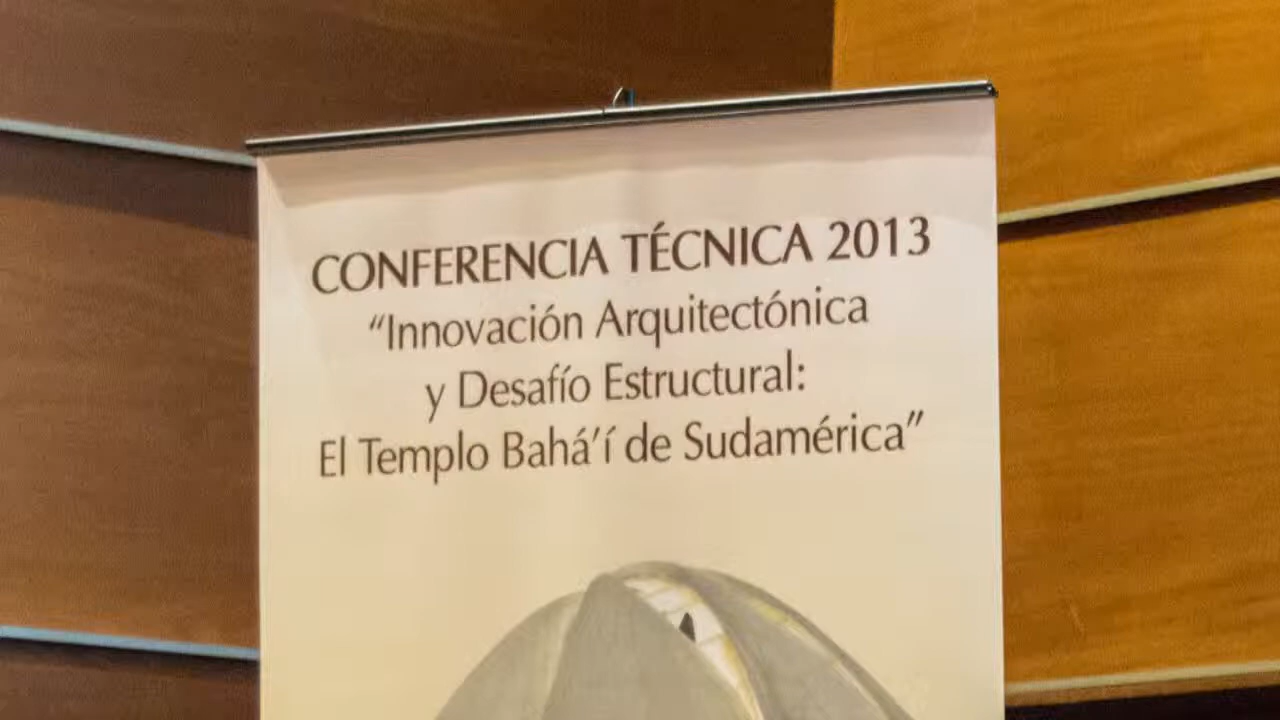 CONFERENCIA TÉCNICA 2013
“Innovación Arquitectónica
y Desafío Estructural:
El Templo Bahá’í de Sudamérica”